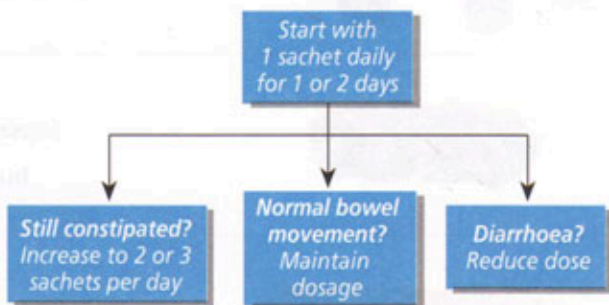 Start with
1 sachet daily
for 1 or 2 days
Still constipated?
Increase to 2 or 3
sachets per day
Normal bowel
movement?
Maintain
dosage
Diarrhoea?
Reduce dose